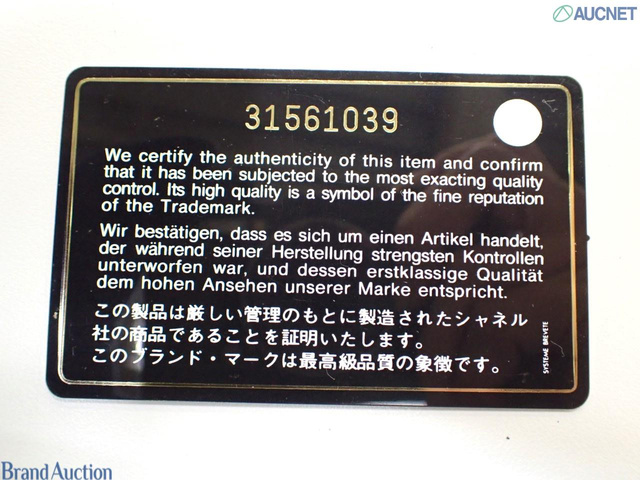 AUCNET
31561039
We certify the authenticity of this item and confirm
that it has been subjected to the most exacting quality
control. Its high quality is a symbol of the fine reputation
of the Trademark.
Wir bestätigen, dass es sich um einen Artikel handelt,
der während seiner Herstellung strengsten Kontrollen
unterworfen war, und dessen erstklassige Qualität
dem hohen Ansehen unserer Marke entspricht.
この製品は厳しい管理のもとに製造されたシャネル
社の商品であることを証明いたします。
このブランド・マークは最高級品質の象徴です。
SYSTEME BREVETE
Brand Auction